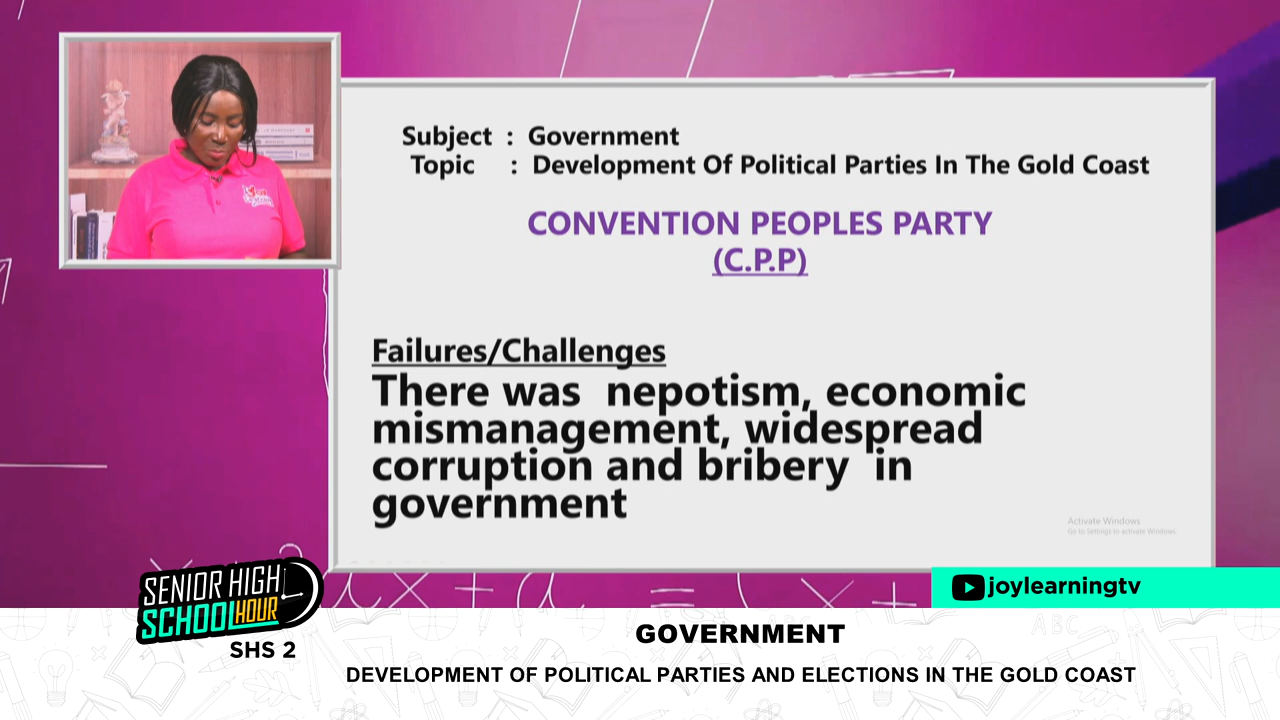 Subject : Government
Topic : Development Of Political Parties In The Gold Coast
CONVENTION PEOPLES PARTY
(C.P.P)
Failures/Challenges
There was nepotism, economic
mismanagement, widespread
corruption and bribery in
government
Activate Windows
Go to Settings to activate Windows.
SENIOR HIGH
SCHOOL HOUR
SHS 2
joylearningtv
GOVERNMENT
DEVELOPMENT OF POLITICAL PARTIES AND ELECTIONS IN THE GOLD COAST
ABC